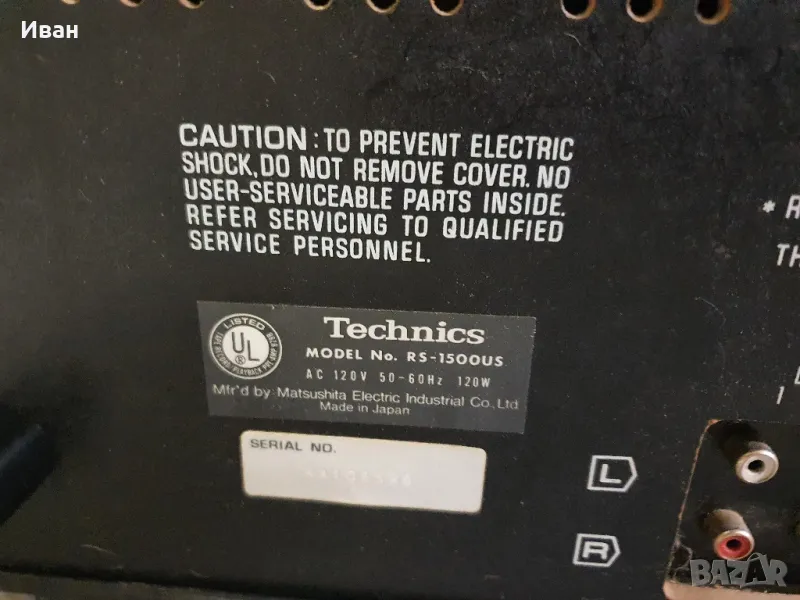 Иван
CAUTION: TO PREVENT ELECTRIC
SHOCK, DO NOT REMOVE COVER. NO
USER-SERVICEABLE PARTS INSIDE.
REFER SERVICING TO QUALIFIED
SERVICE PERSONNEL.
LISTED
UL
Technics
MODEL No. RS-1500US
AC 120V 50-60Hz 120W
Mfr'd by Matsushita Electric Industrial Co., Ltd.
Made in Japan
SERIAL NO.
L
R
BAZAR